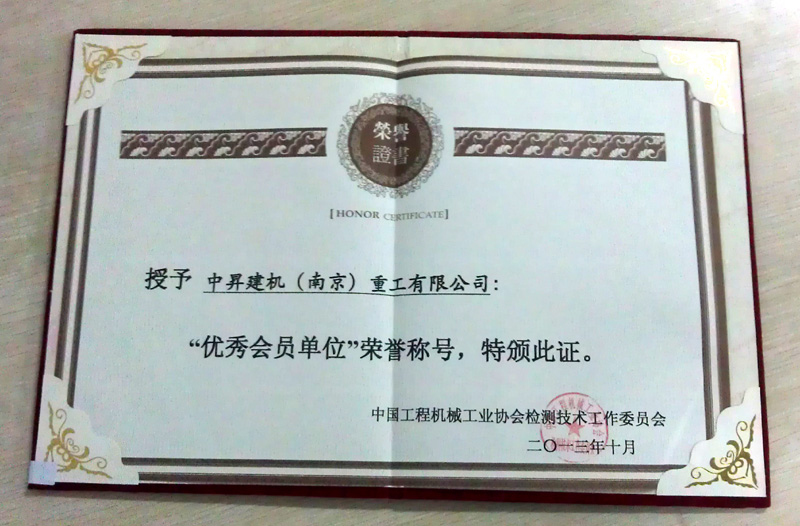 榮譽
證書
[HONOR CERTIFICATE]
授予 中昇建机（南京）重工有限公司：
“优秀会员单位”荣誉称号，特颁此证。
中国工程机械工业协会检测技术工作委员会
二〇一三年十月